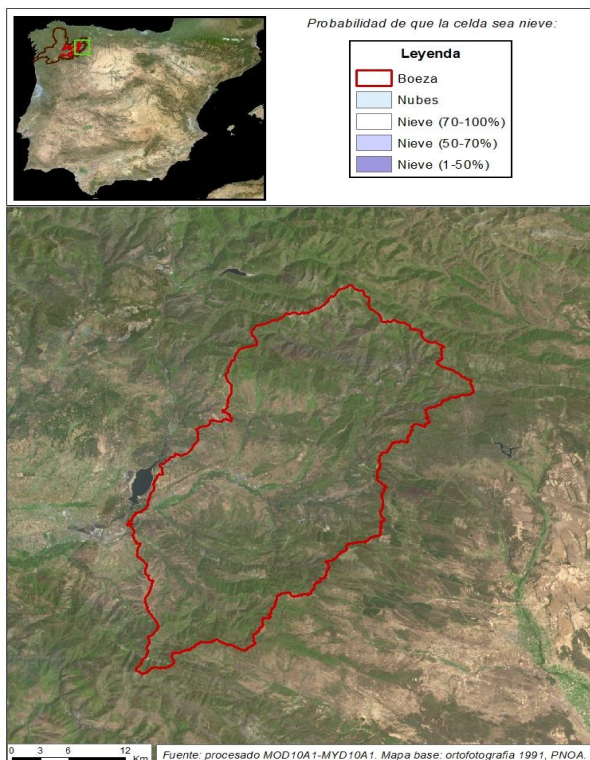 Probabilidad de que la celda sea nieve:
Leyenda
Boeza
Nubes
Nieve (70-100%)
Nieve (50-70%)
Nieve (1-50%)
0 3 6 12 Km
Fuente: procesado MOD10A1-MYD10A1. Mapa base: ortofotografia 1991, PNOA.